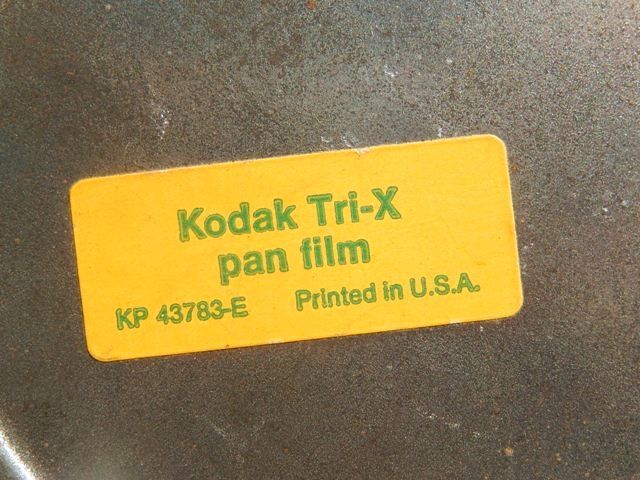 Kodak Tri-X
pan film
KP 43783-E Printed in U.S.A.